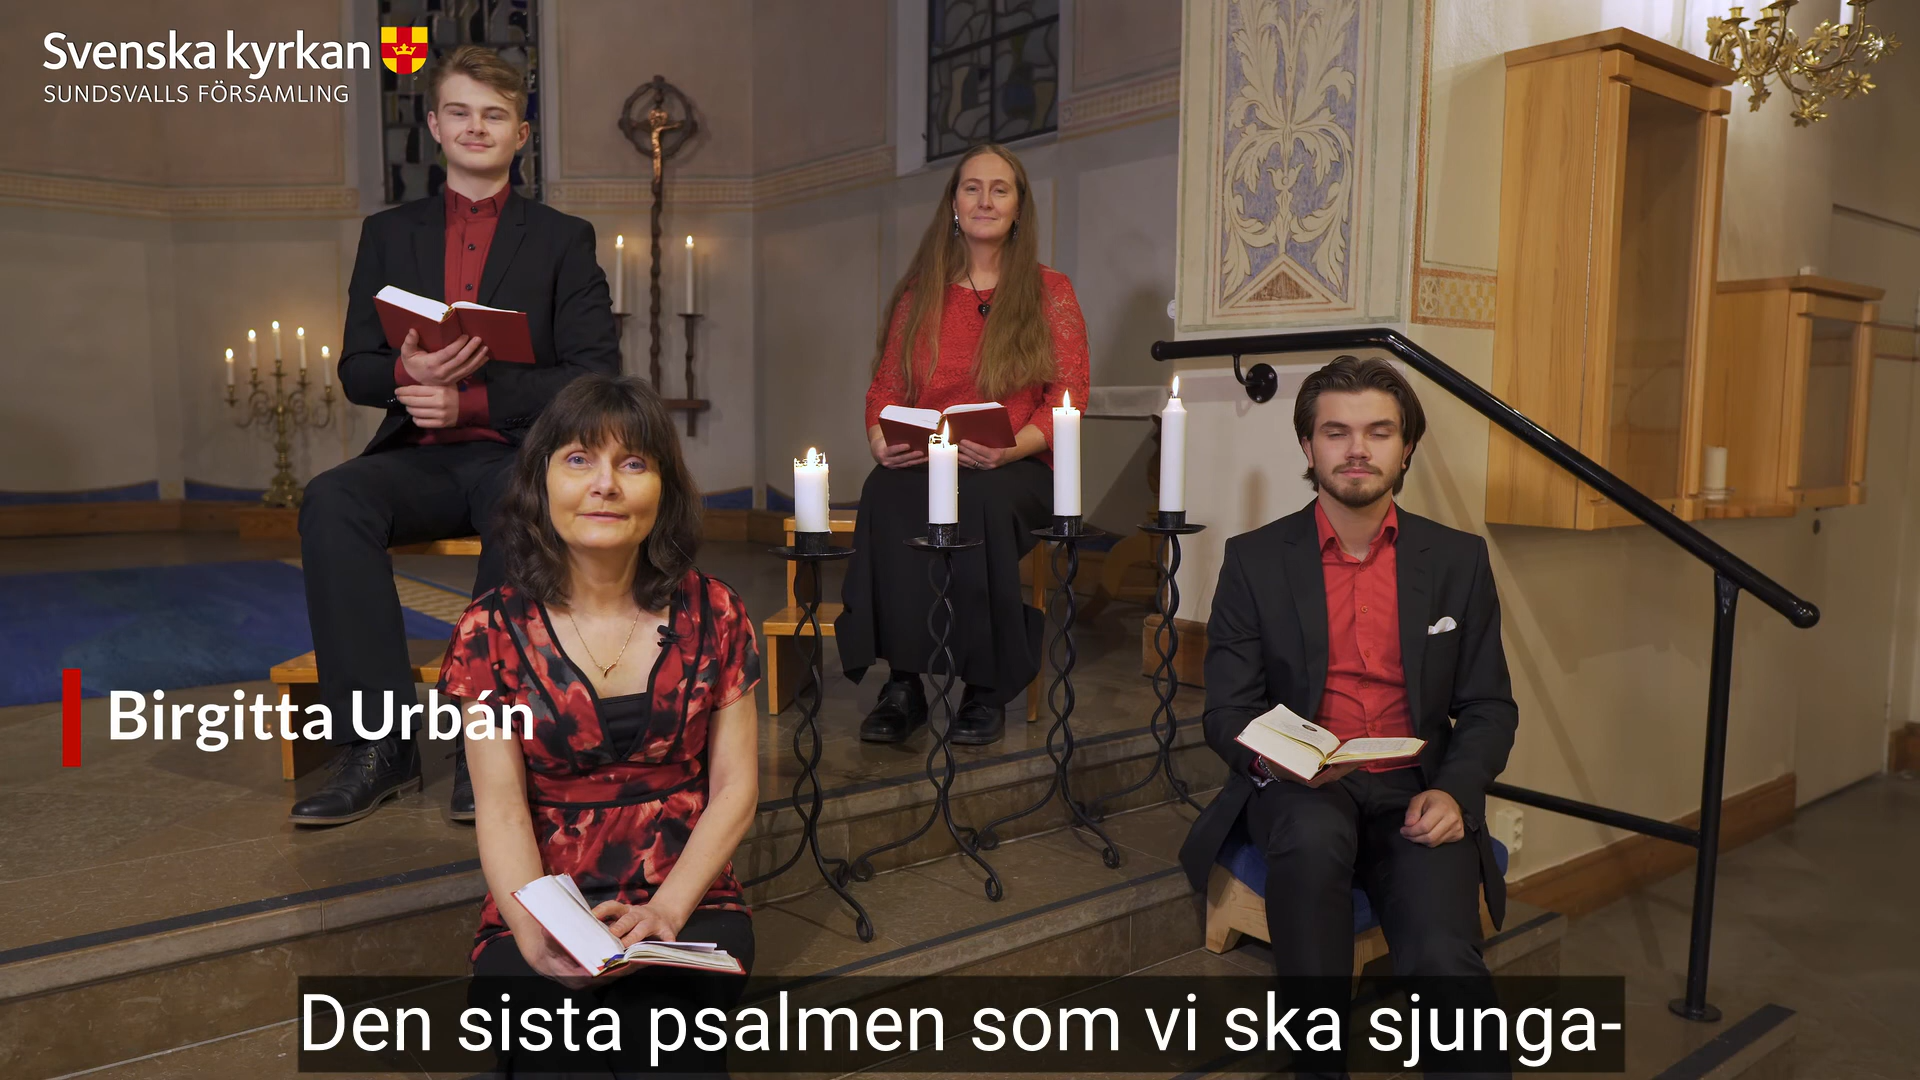 Svenska kyrkan
SUNDSVALLS FÖRSAMLING
Birgitta Urbán
Den sista psalmen som vi ska sjunga-